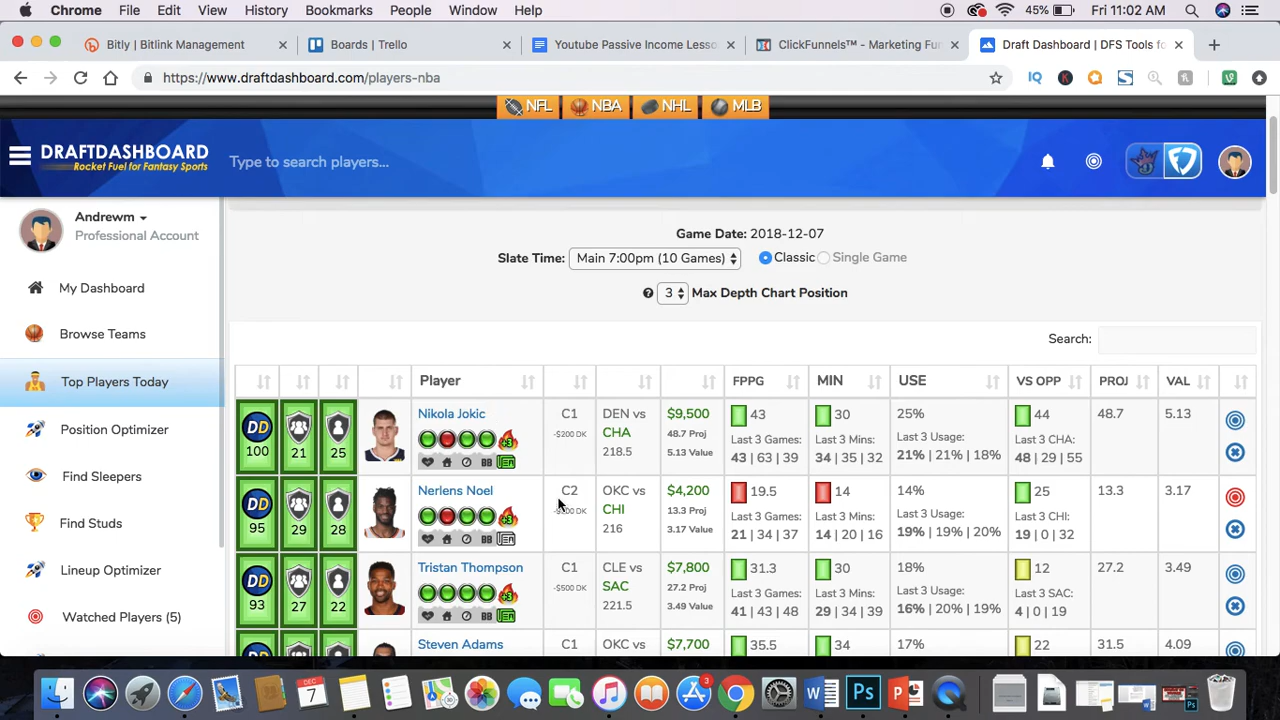 Chrome File Edit View History Bookmarks People Window Help 45% Fri 11:02 AM
Bitly | Bitlink Management Boards | Trello Youtube Passive Income Lesso ClickFunnels™ - Marketing Fun Draft Dashboard | DFS Tools fo
https://www.draftdashboard.com/players-nba
NFL NBA NHL MLB
DRAFTDASHBOARD
Rocket Fuel for Fantasy Sports
Type to search players...
Andrewm
Professional Account
My Dashboard
Browse Teams
Top Players Today
Position Optimizer
Find Sleepers
Find Studs
Lineup Optimizer
Watched Players (5)
Game Date: 2018-12-07
Slate Time: Main 7:00pm (10 Games) Classic Single Game
3 Max Depth Chart Position
Search:
Player FPPG MIN USE VS OPP PROJ VAL
DD 100 21 25 Nikola Jokic C1 -$200 DK DEN vs CHA 218.5 $9,500 48.7 Proj 5.13 Value 43 30 25% 44 48.7 5.13
+3 BB Last 3 Games: 43 | 63 | 39 Last 3 Mins: 34 | 35 | 32 Last 3 Usage: 21% | 21% | 18% Last 3 CHA: 48 | 29 | 55
DD 95 29 28 Nerlens Noel C2 OKC vs CHI 216 $4,200 13.3 Proj 3.17 Value 19.5 14 14% 25 13.3 3.17
+3 BB Last 3 Games: 21 | 34 | 37 Last 3 Mins: 14 | 20 | 16 Last 3 Usage: 19% | 19% | 20% Last 3 CHI: 19 | 0 | 32
DD 93 27 22 Tristan Thompson C1 -$500 DK CLE vs SAC 221.5 $7,800 27.2 Proj 3.49 Value 31.3 30 18% 12 27.2 3.49
+3 BB Last 3 Games: 41 | 43 | 48 Last 3 Mins: 29 | 34 | 39 Last 3 Usage: 16% | 20% | 19% Last 3 SAC: 4 | 0 | 19
Steven Adams C1 OKC vs $7,700 35.5 34 17% 22 31.5 4.09